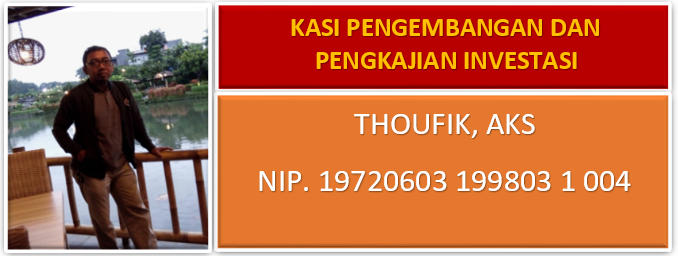 KASI PENGEMBANGAN DAN
PENGKAJIAN INVESTASI
THOUFIK, AKS
NIP. 19720603 199803 1 004